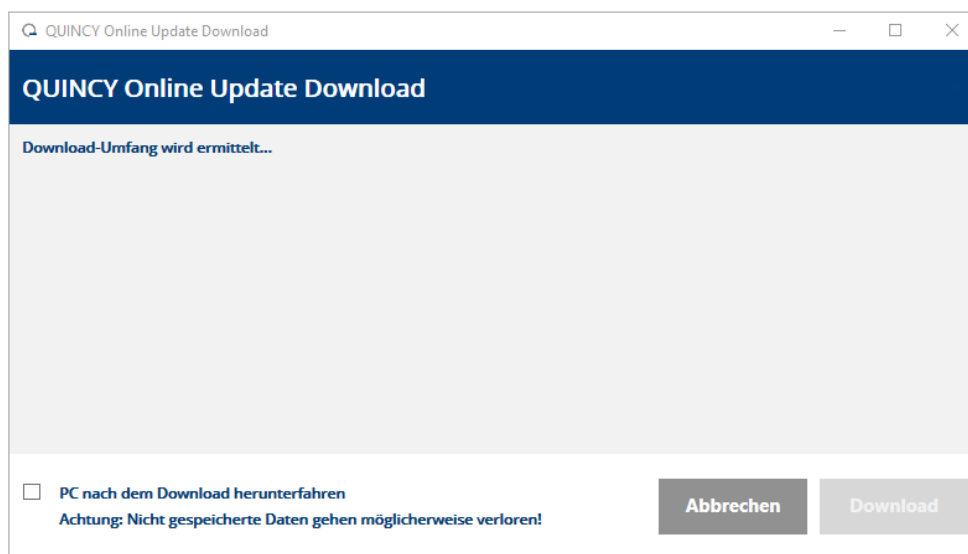 QUINCY Online Update Download
QUINCY Online Update Download
Download-Umfang wird ermittelt...
PC nach dem Download herunterfahren
Achtung: Nicht gespeicherte Daten gehen möglicherweise verloren!
Abbrechen
Download